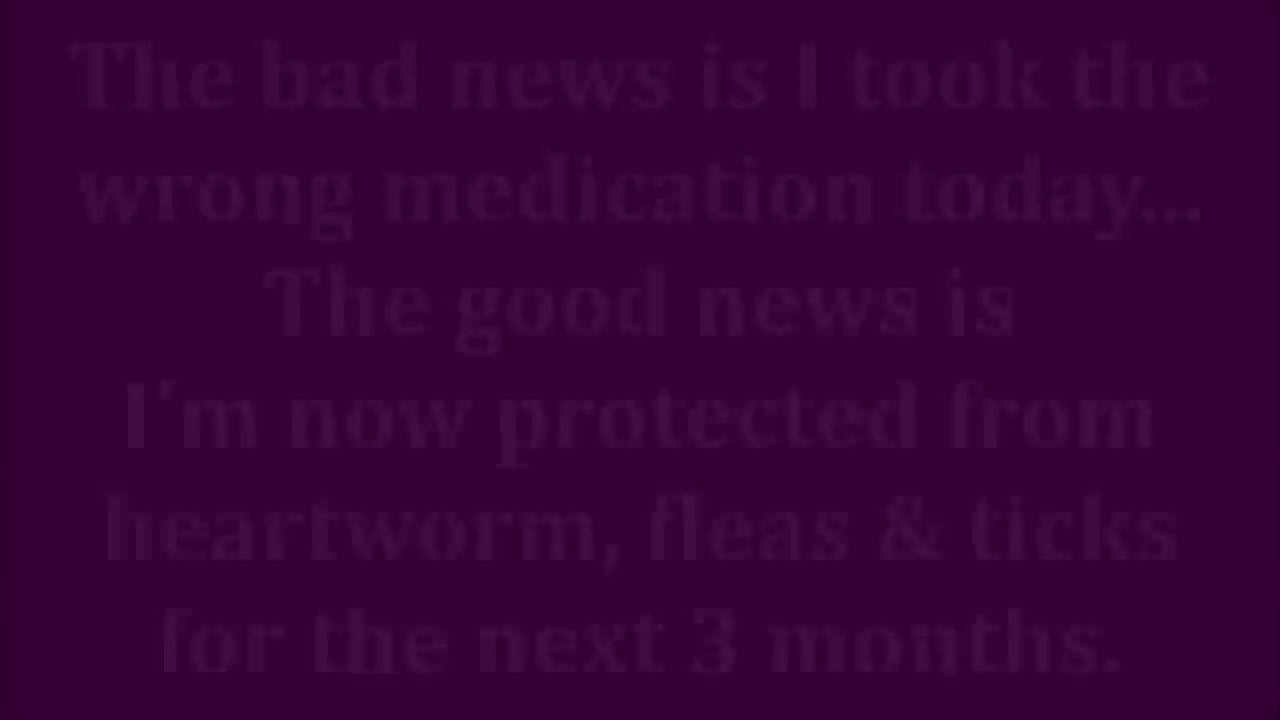 The bad news is I took the
wrong medication today...
The good news is
I'm now protected from
heartworm, fleas & ticks
for the next 3 months.